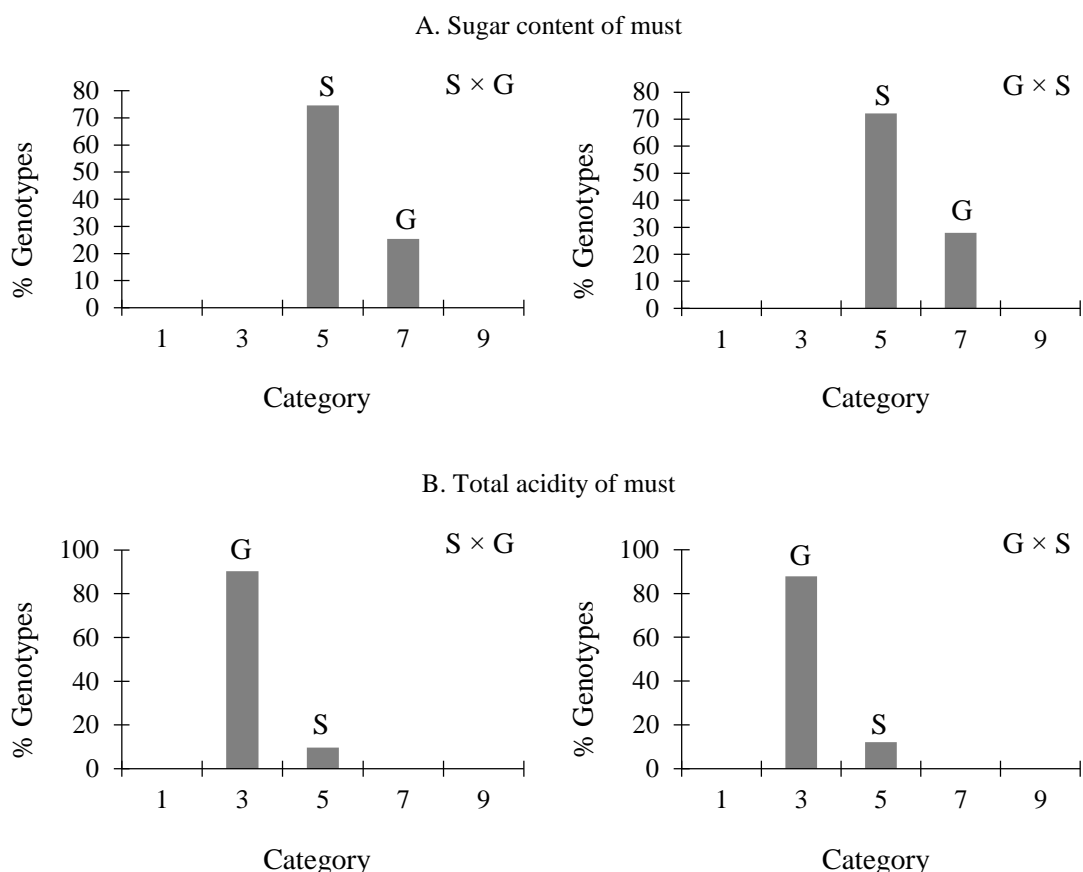 A. Sugar content of must
S × G
S
G
80
70
60
50
40
30
20
10
0
% Genotypes
1 3 5 7 9
Category
G × S
S
G
80
70
60
50
40
30
20
10
0
% Genotypes
1 3 5 7 9
Category
B. Total acidity of must
S × G
G
S
100
80
60
40
20
0
% Genotypes
1 3 5 7 9
Category
G × S
G
S
100
80
60
40
20
0
% Genotypes
1 3 5 7 9
Category